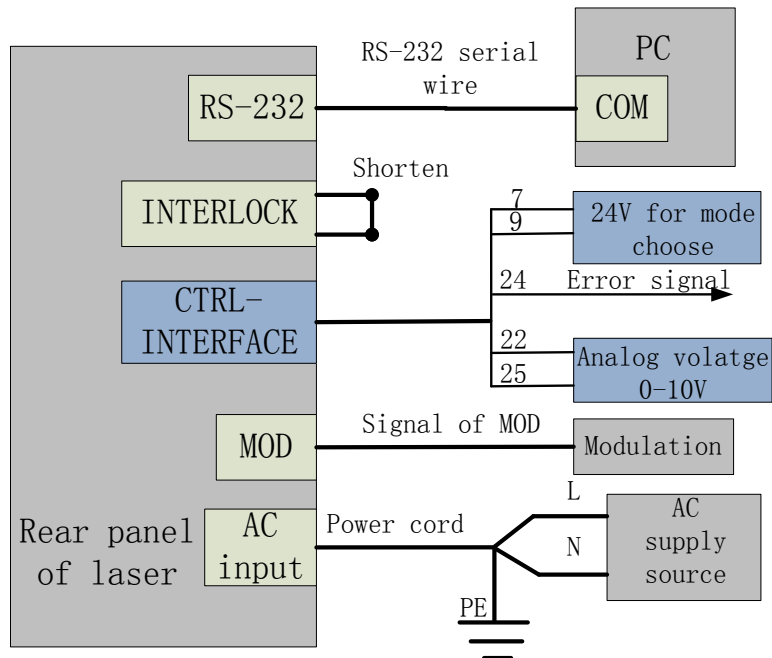 RS-232 serial
wire
PC
RS-232
COM
Shorten
INTERLOCK
7
9
24V for mode
choose
24
Error signal
CTRL-
INTERFACE
22
25
Analog volatge
0-10V
Signal of MOD
MOD
Modulation
Rear panel
of laser
AC
input
Power cord
L
N
AC
supply
source
PE